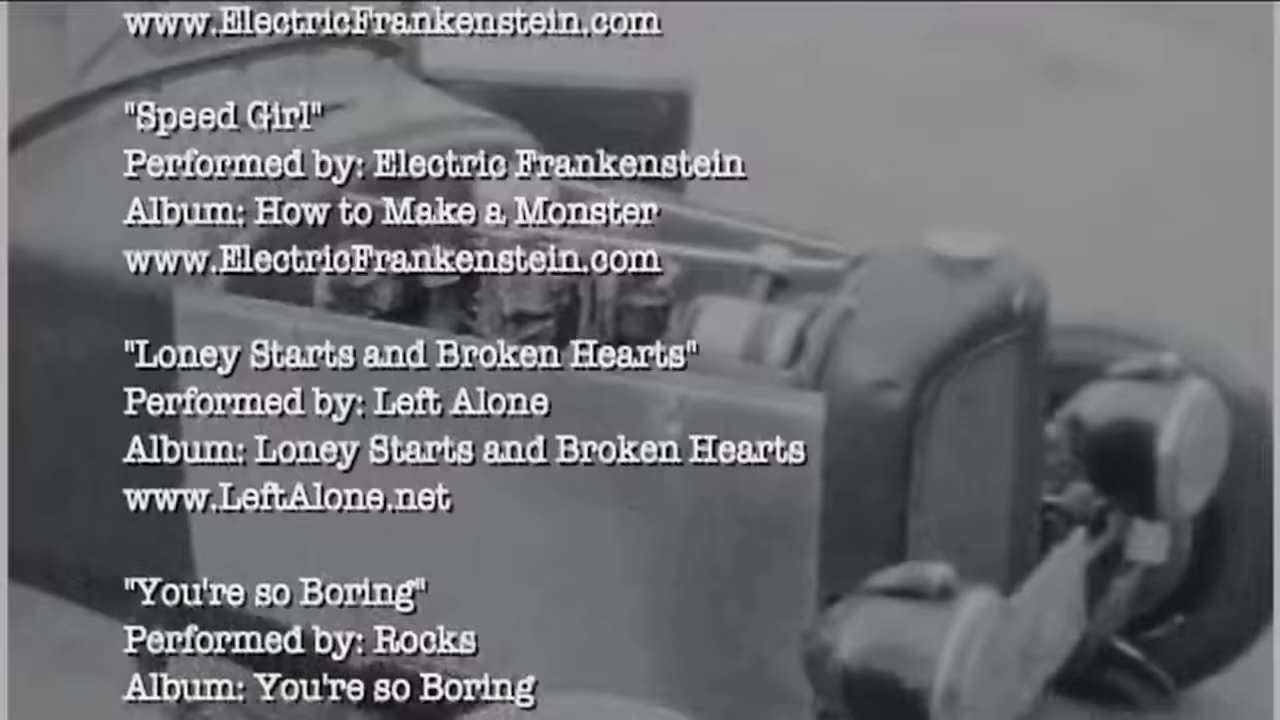 www.ElectricFrankenstein.com
"Speed Girl"
Performed by: Electric Frankenstein
Album: How to Make a Monster
www.ElectricFrankenstein.com
"Loney Starts and Broken Hearts"
Performed by: Left Alone
Album: Loney Starts and Broken Hearts
www.LeftAlone.net
"You're so Boring"
Performed by: Rocks
Album: You're so Boring